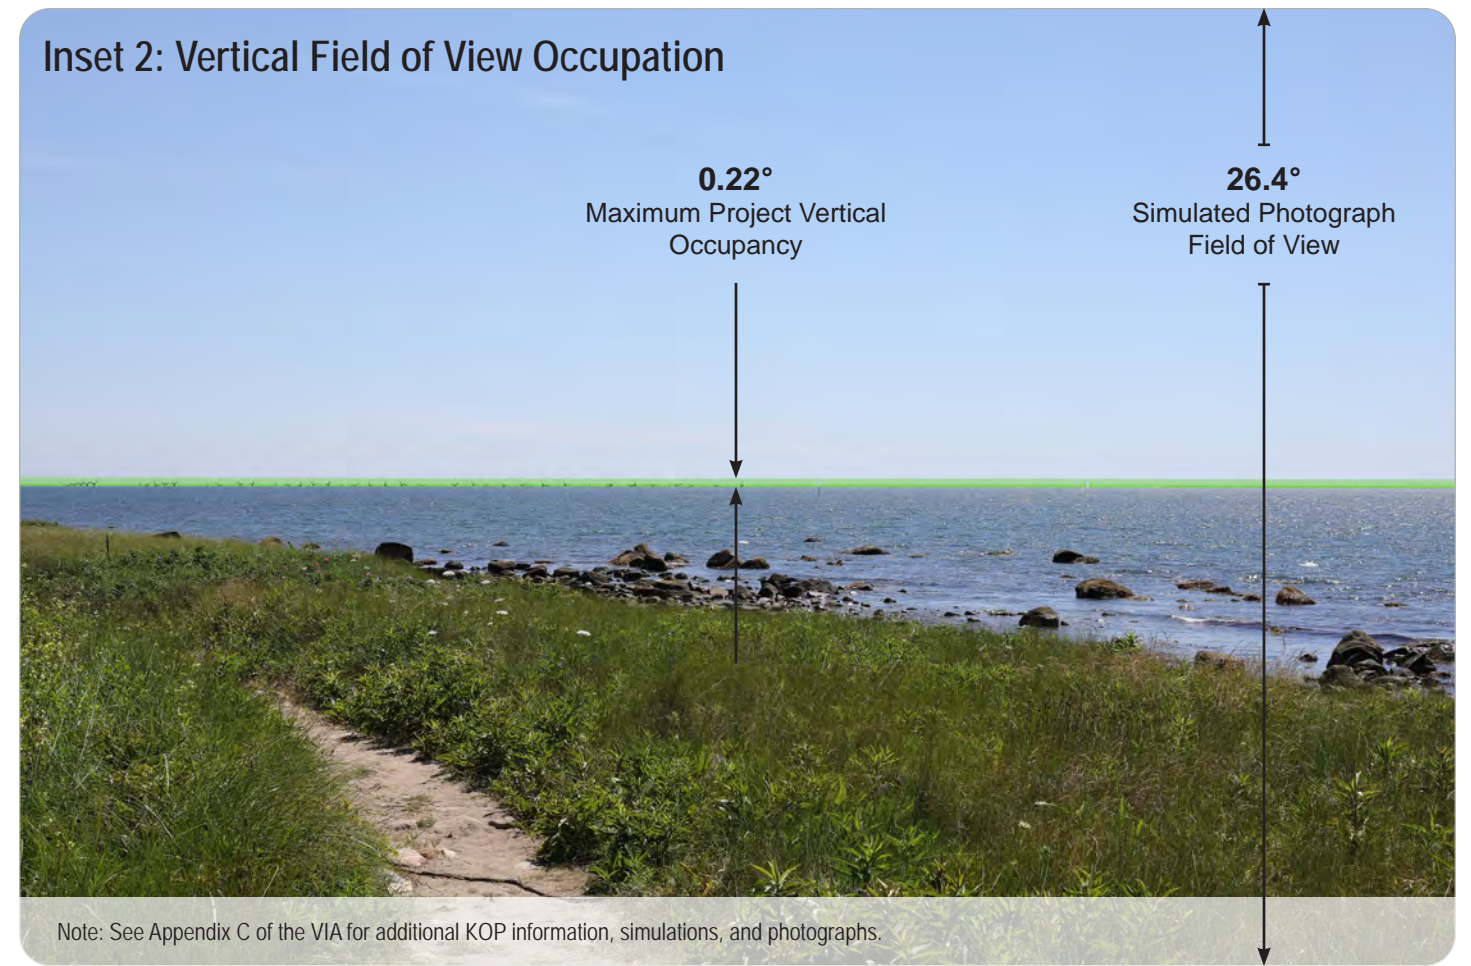 Inset 2: Vertical Field of View Occupation
0.22°
Maximum Project Vertical
Occupancy
26.4°
Simulated Photograph
Field of View
Note: See Appendix C of the VIA for additional KOP information, simulations, and photographs.